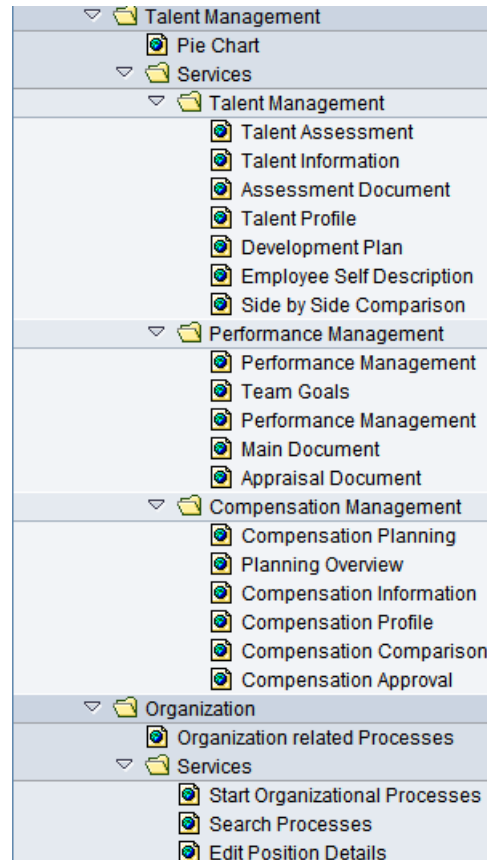 Talent Management
Pie Chart
Services
Talent Management
Talent Assessment
Talent Information
Assessment Document
Talent Profile
Development Plan
Employee Self Description
Side by Side Comparison
Performance Management
Performance Management
Team Goals
Performance Management
Main Document
Appraisal Document
Compensation Management
Compensation Planning
Planning Overview
Compensation Information
Compensation Profile
Compensation Comparison
Compensation Approval
Organization
Organization related Processes
Services
Start Organizational Processes
Search Processes
Edit Position Details